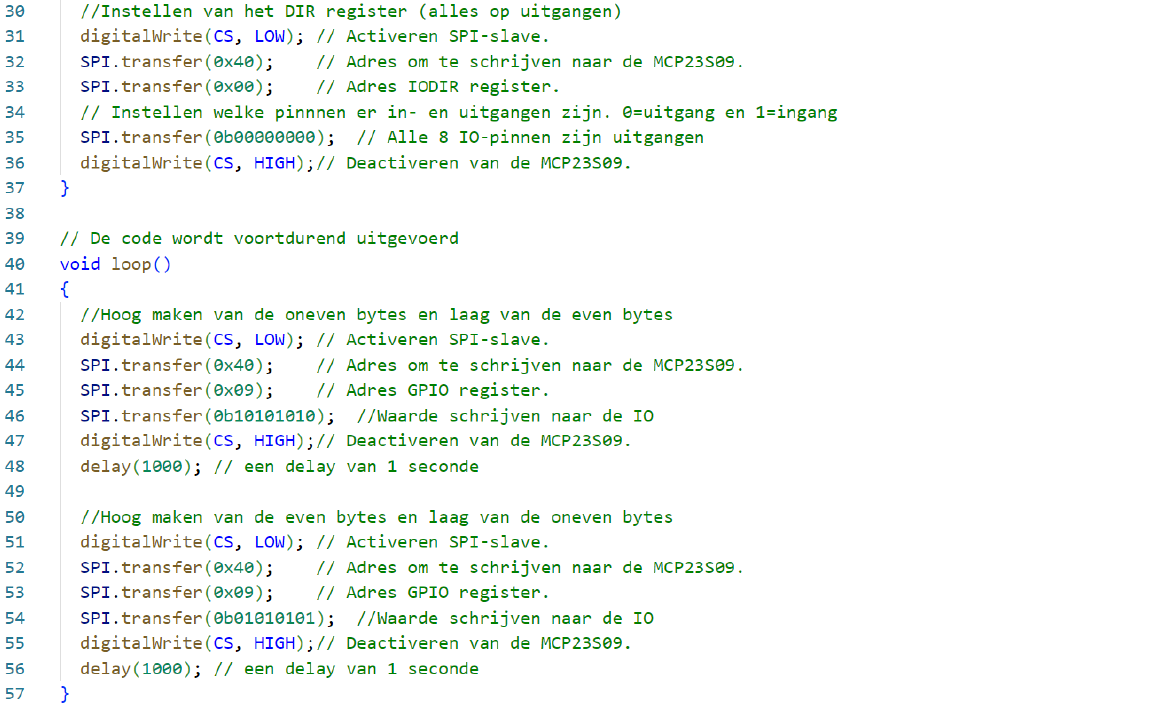 30 //Instellen van het DIR register (alles op uitgangen)
31 digitalWrite(CS, LOW); // Activeren SPI-slave.
32 SPI.transfer(0x40); // Adres om te schrijven naar de MCP23S09.
33 SPI.transfer(0x00); // Adres IODIR register.
34 // Instellen welke pinnnen er in- en uitgangen zijn. 0=uitgang en 1=ingang
35 SPI.transfer(0b00000000); // Alle 8 IO-pinnen zijn uitgangen
36 digitalWrite(CS, HIGH);// Deactiveren van de MCP23S09.
37 }
38
39 // De code wordt voortdurend uitgevoerd
40 void loop()
41 {
42 //Hoog maken van de oneven bytes en laag van de even bytes
43 digitalWrite(CS, LOW); // Activeren SPI-slave.
44 SPI.transfer(0x40); // Adres om te schrijven naar de MCP23S09.
45 SPI.transfer(0x09); // Adres GPIO register.
46 SPI.transfer(0b10101010); //Waarde schrijven naar de IO
47 digitalWrite(CS, HIGH);// Deactiveren van de MCP23S09.
48 delay(1000); // een delay van 1 seconde
49
50 //Hoog maken van de even bytes en laag van de oneven bytes
51 digitalWrite(CS, LOW); // Activeren SPI-slave.
52 SPI.transfer(0x40); // Adres om te schrijven naar de MCP23S09.
53 SPI.transfer(0x09); // Adres GPIO register.
54 SPI.transfer(0b01010101); //Waarde schrijven naar de IO
55 digitalWrite(CS, HIGH);// Deactiveren van de MCP23S09.
56 delay(1000); // een delay van 1 seconde
57 }